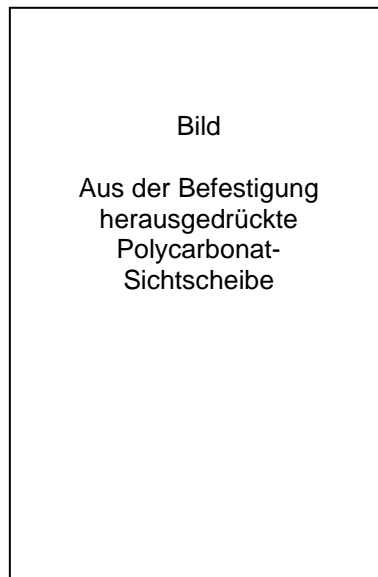 Bild
Aus der Befestigung
herausgedrückte
Polycarbonat-
Sichtscheibe